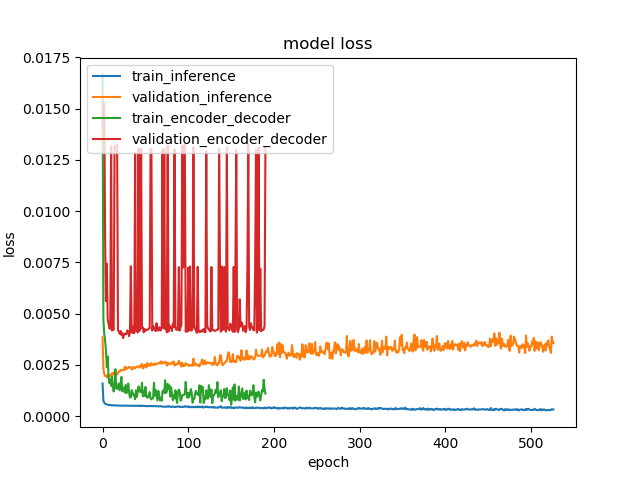 model loss
train_inference
validation_inference
train_encoder_decoder
validation_encoder_decoder
0.0175
0.0150
0.0125
0.0100
0.0075
0.0050
0.0025
0.0000
loss
0 100 200 300 400 500
epoch